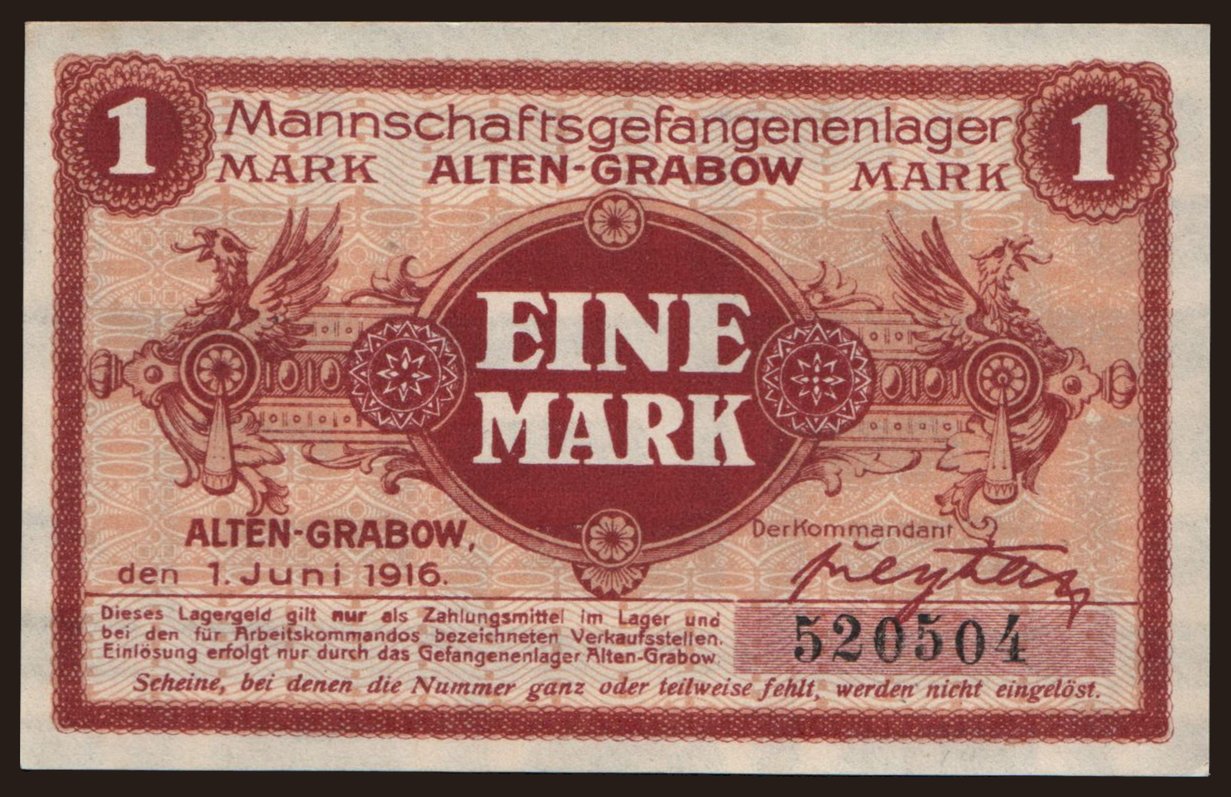 1 Mannschaftsgefangenenlager 1
MARK ALTEN-GRABOW MARK
EINE
MARK
ALTEN-GRABOW,
den 1. Juni 1916.
Der Kommandant
Dieses Lagergeld gilt nur als Zahlungsmittel im Lager und
bei den für Arbeitskommandos bezeichneten Verkaufsstellen.
Einlösung erfolgt nur durch das Gefangenenlager Alten-Grabow.
520504
Scheine, bei denen die Nummer ganz oder teilweise fehlt, werden nicht eingelöst.